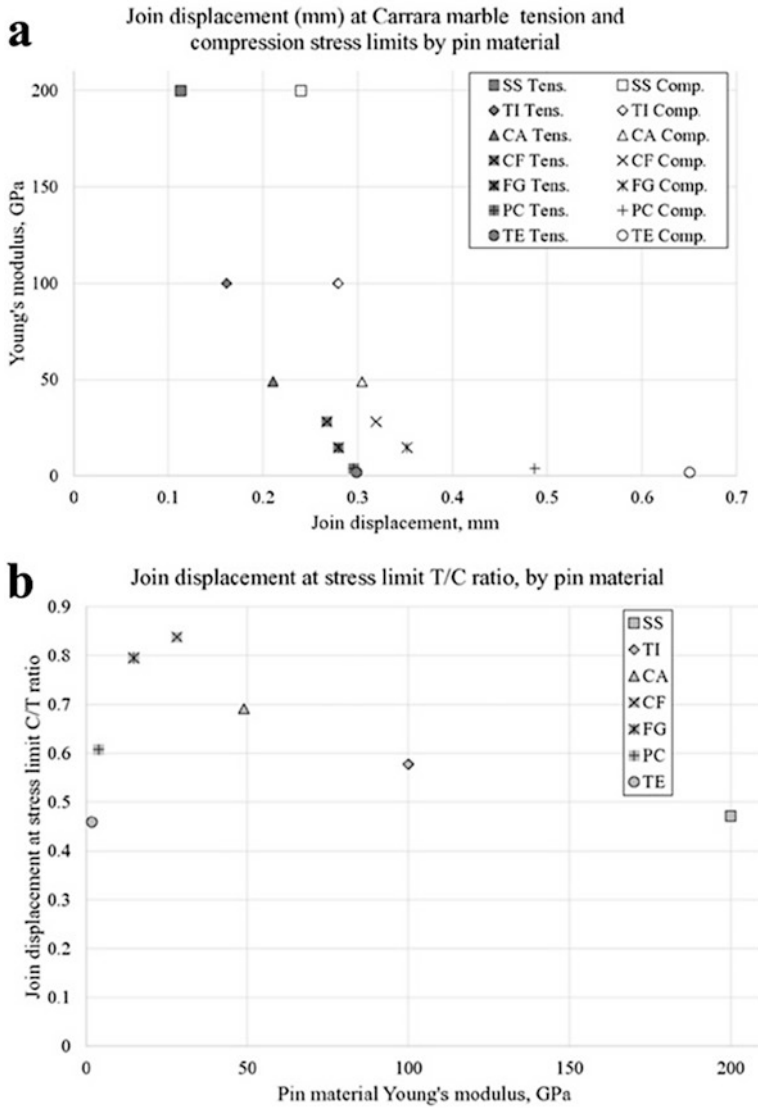 a
Join displacement (mm) at Carrara marble tension and
compression stress limits by pin material
200
150
100
50
0
Young's modulus, GPa
SS Tens. SS Comp.
TI Tens. TI Comp.
CA Tens. CA Comp.
CF Tens. CF Comp.
FG Tens. FG Comp.
PC Tens. PC Comp.
TE Tens. TE Comp.
0 0.1 0.2 0.3 0.4 0.5 0.6 0.7
Join displacement, mm
b
Join displacement at stress limit T/C ratio, by pin material
0.9
0.8
0.7
0.6
0.5
0.4
0.3
0.2
0.1
0
Join displacement at stress limit C/T ratio
SS
TI
CA
CF
FG
PC
TE
0 50 100 150 200
Pin material Young's modulus, GPa